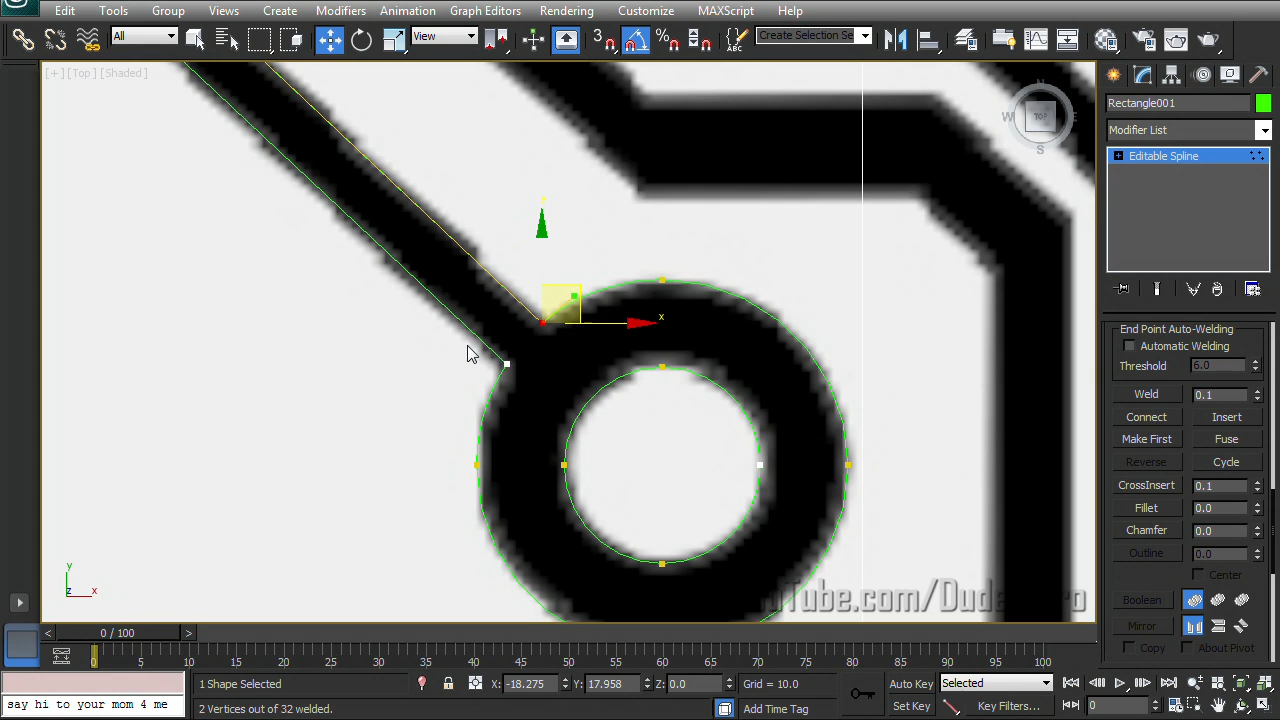 Edit Tools Group Views Create Modifiers Animation Graph Editors Rendering Customize MAXScript Help
All View 3 Create Selection Se
[+] [Top] [Shaded]
N
W TOP E
S
Rectangle001
Modifier List
Editable Spline
y
x
End Point Auto-Welding
Automatic Welding
Threshold 6.0
Weld 0.1
Connect Insert
Make First Fuse
Reverse Cycle
CrossInsert 0.1
Fillet 0.0
Chamfer 0.0
Outline 0.0
Center
Boolean
Mirror
Copy About Pivot
y
z x
0 / 100
0 5 10 15 20 25 30 35 40 45 50 55 60 65 70 75 80 85 90 95 100
1 Shape Selected X: -18.275 Y: 17.958 Z: 0.0 Grid = 10.0 Auto Key Selected
say hi to your mom 4 me 2 Vertices out of 32 welded. Add Time Tag Set Key Key Filters... 0